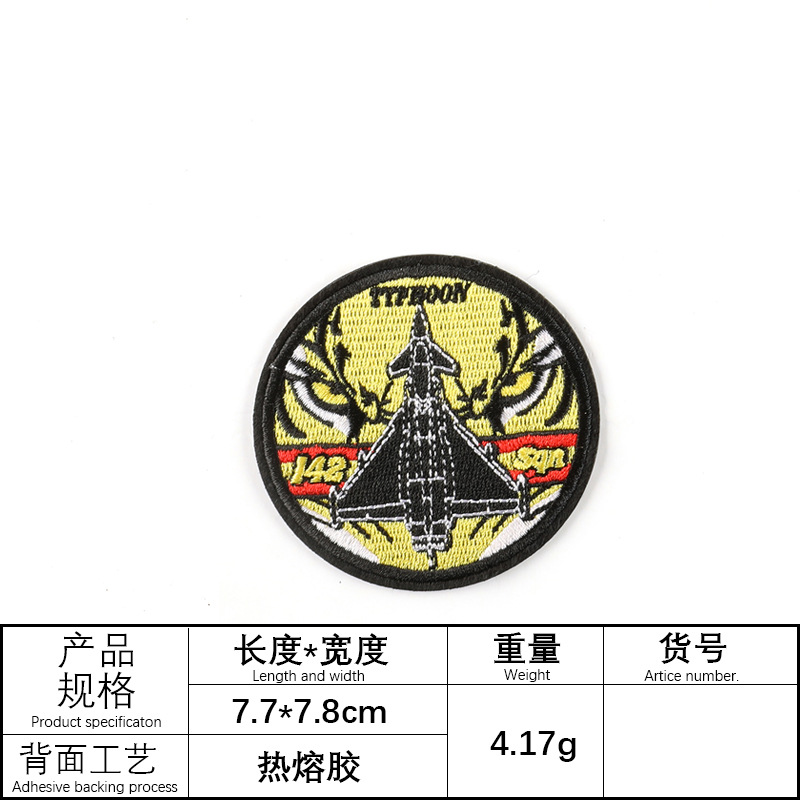 TYPHOON
142 Sqn
产品
规格
Product specificaton
长度*宽度
Length and width
重量
Weight
货号
Artice number.
7.7*7.8cm
4.17g
背面工艺
Adhesive backing process
热熔胶